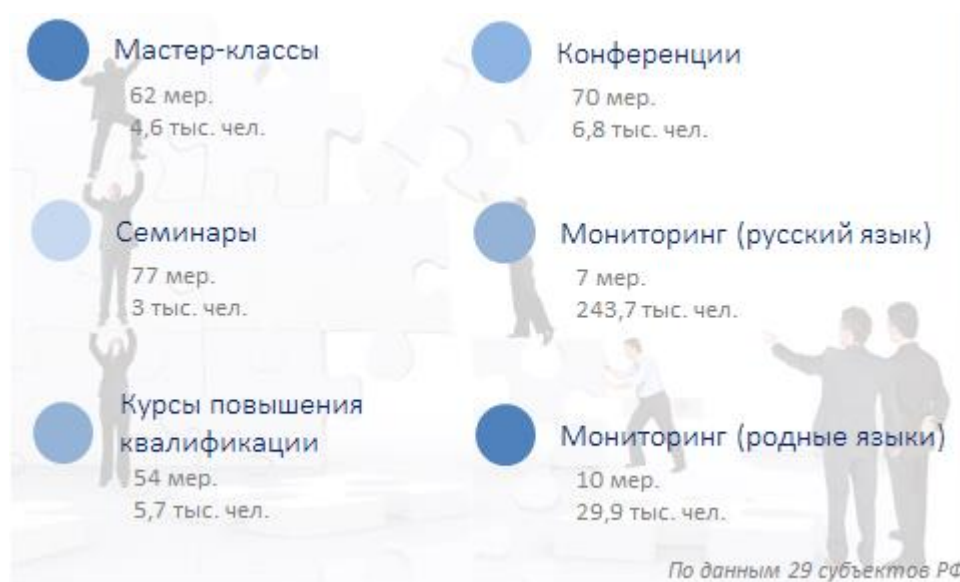 Мастер-классы
62 мер.
4,6 тыс. чел.
Семинары
77 мер.
3 тыс. чел.
Курсы повышения
квалификации
54 мер.
5,7 тыс. чел.
Конференции
70 мер.
6,8 тыс. чел.
Мониторинг (русский язык)
7 мер.
243,7 тыс. чел.
Мониторинг (родные языки)
10 мер.
29,9 тыс. чел.
По данным 29 субъектов РФ